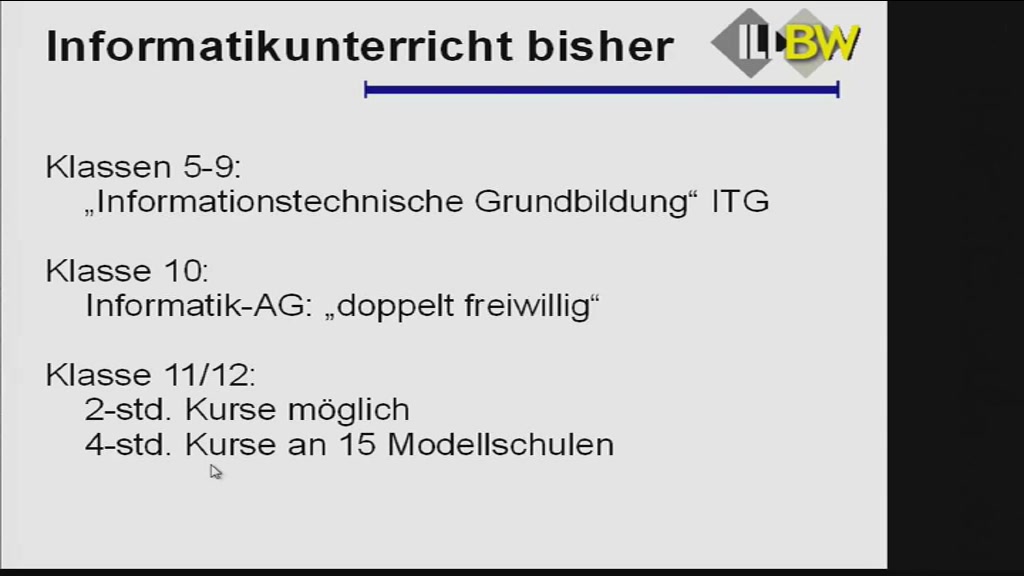 Informatikunterricht bisher
ILI BW
Klassen 5-9:
„Informationstechnische Grundbildung“ ITG
Klasse 10:
Informatik-AG: „doppelt freiwillig“
Klasse 11/12:
2-std. Kurse möglich
4-std. Kurse an 15 Modellschulen